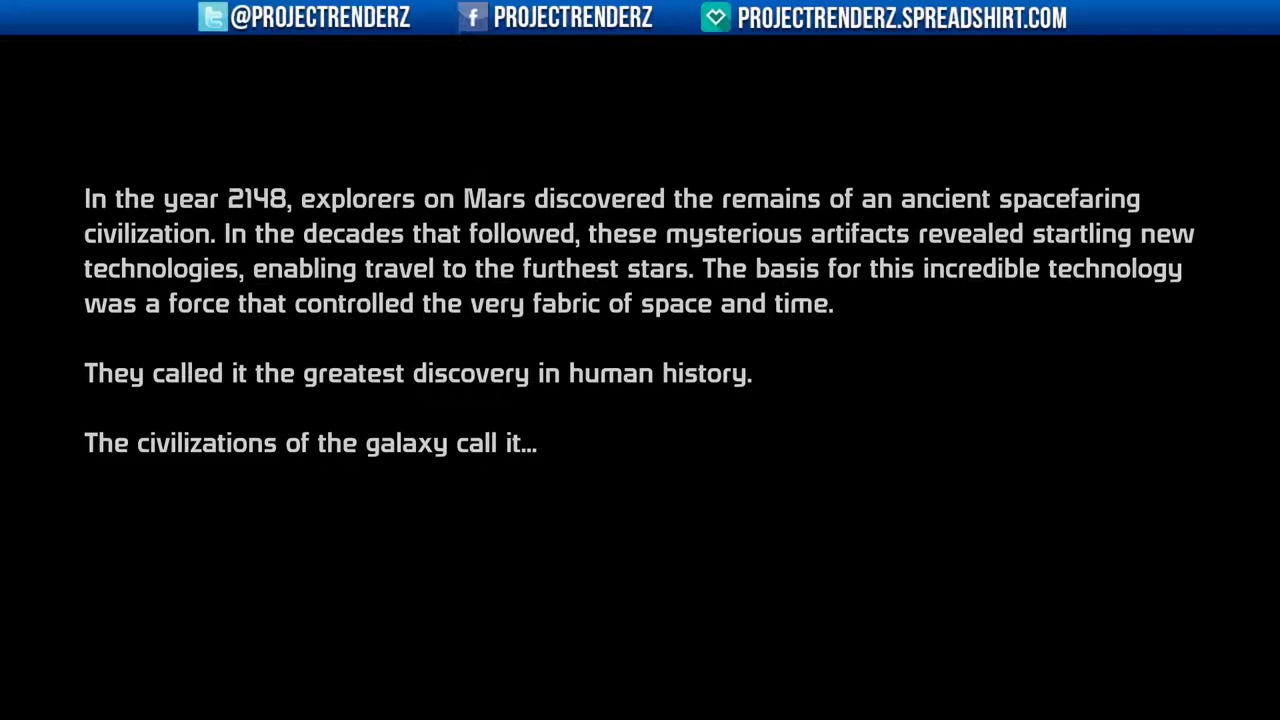 @PROJECTRENDERZ PROJECTRENDERZ PROJECTRENDERZ.SPREADSHIRT.COM
In the year 2148, explorers on Mars discovered the remains of an ancient spacefaring
civilization. In the decades that followed, these mysterious artifacts revealed startling new
technologies, enabling travel to the furthest stars. The basis for this incredible technology
was a force that controlled the very fabric of space and time.
They called it the greatest discovery in human history.
The civilizations of the galaxy call it...